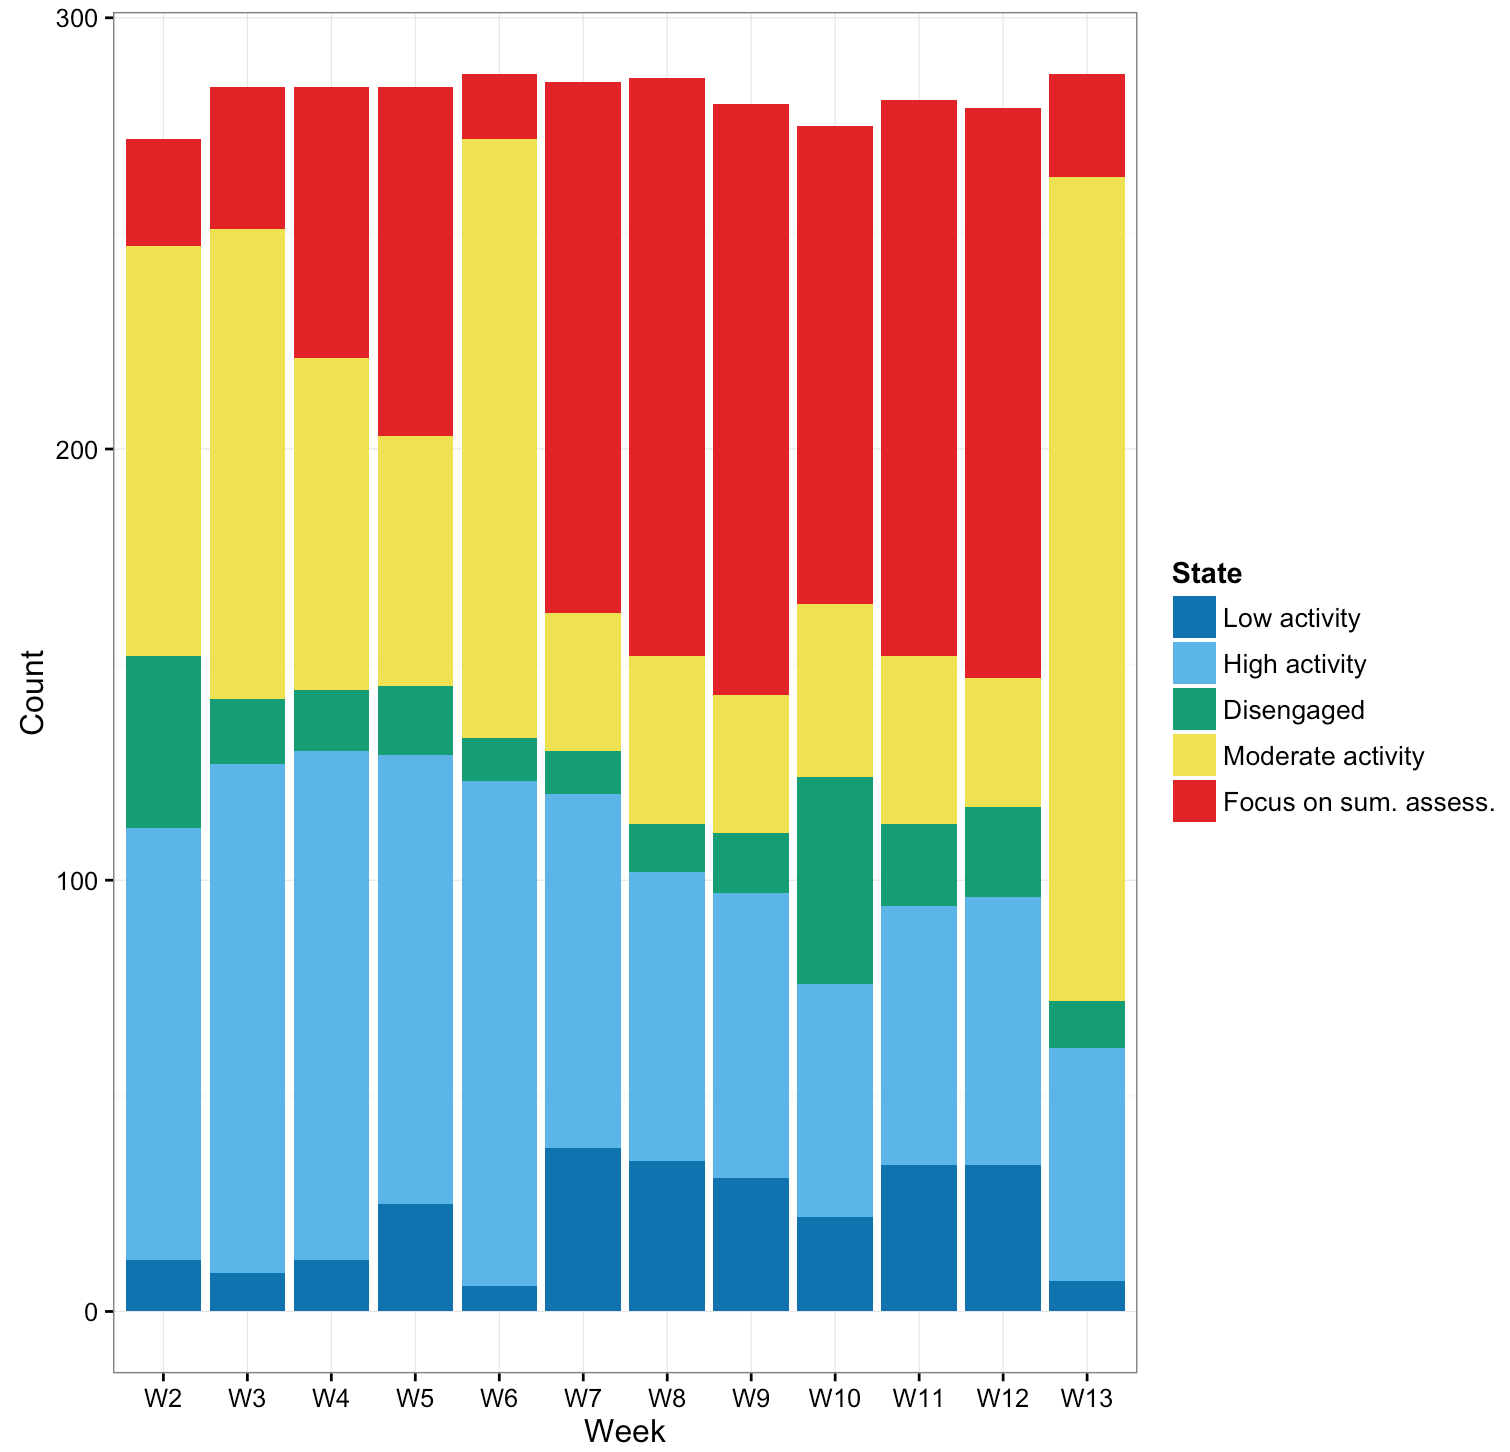 300
200
100
0
Count
W2 W3 W4 W5 W6 W7 W8 W9 W10 W11 W12 W13
Week
State
Low activity
High activity
Disengaged
Moderate activity
Focus on sum. assess.